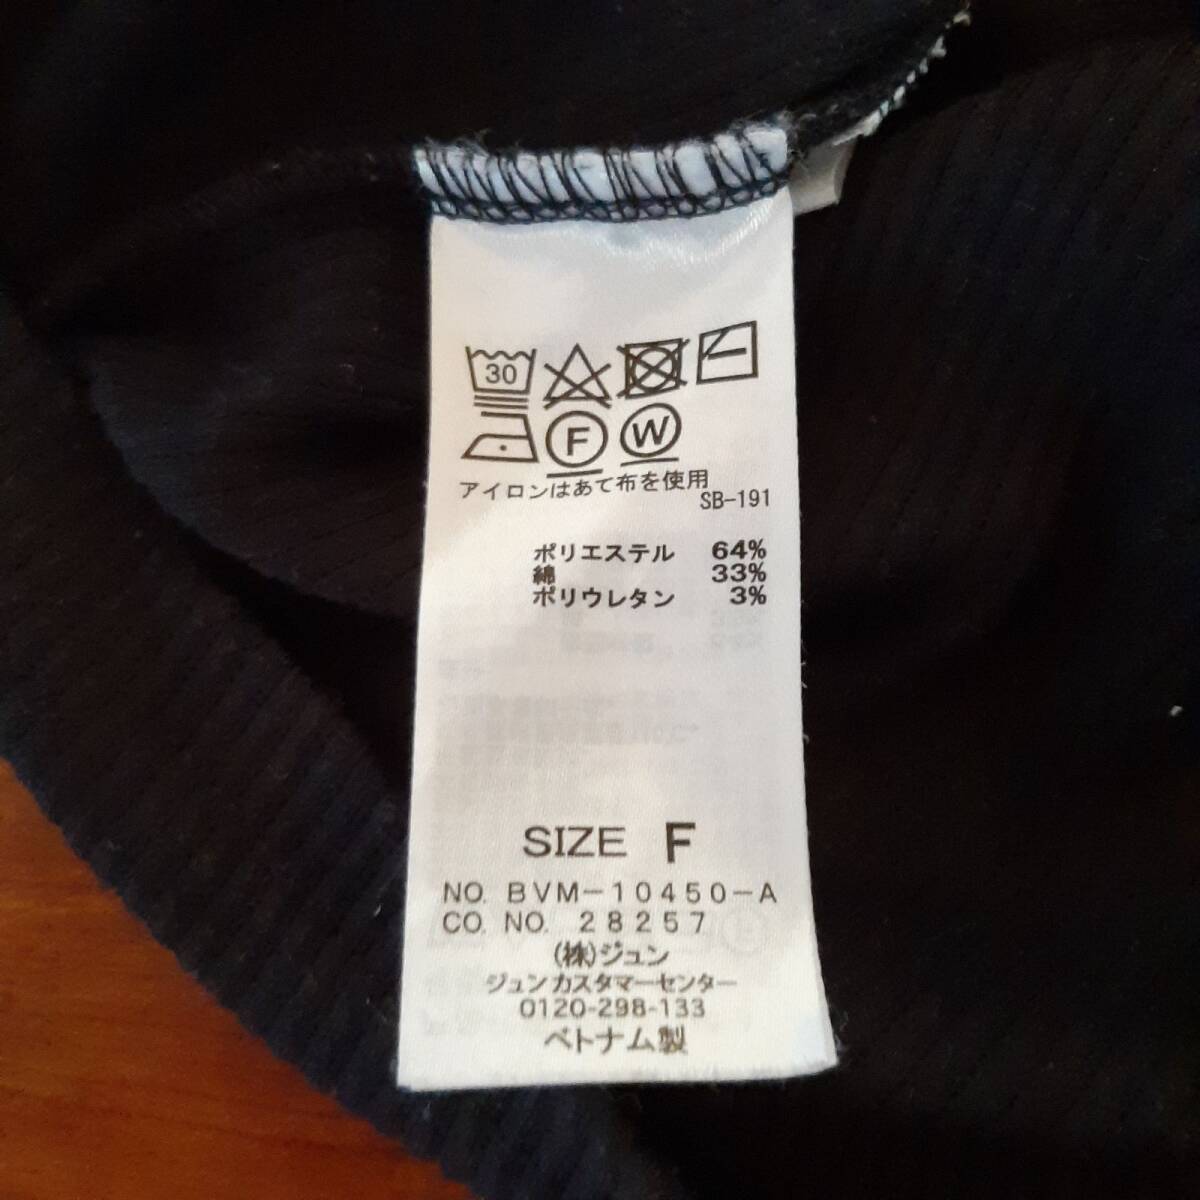 30
F W
アイロンはあて布を使用
SB-191
ポリエステル 64%
綿 33%
ポリウレタン 3%
SIZE F
NO. BVM-10450-A
CO. NO. 28257
(株)ジュン
ジュンカスタマーセンター
0120-298-133
ベトナム製